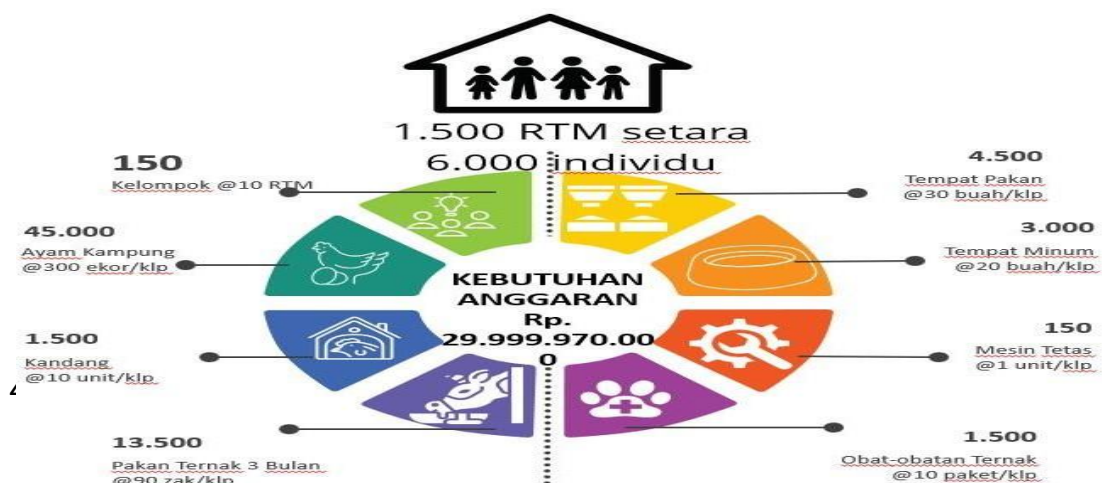 1.500 RTM setara
6.000 individu
150
Kelompok @10 RTM
45.000
Ayam Kampung
@300 ekor/klp
1.500
Kandang
@10 unit/klp
13.500
Pakan Ternak 3 Bulan
@90 zak/klp
KEBUTUHAN
ANGGARAN
Rp.
29.999.970.00
0
4.500
Tempat Pakan
@30 buah/klp
3.000
Tempat Minum
@20 buah/klp
150
Mesin Tetas
@1 unit/klp
1.500
Obat-obatan Ternak
@10 paket/klp